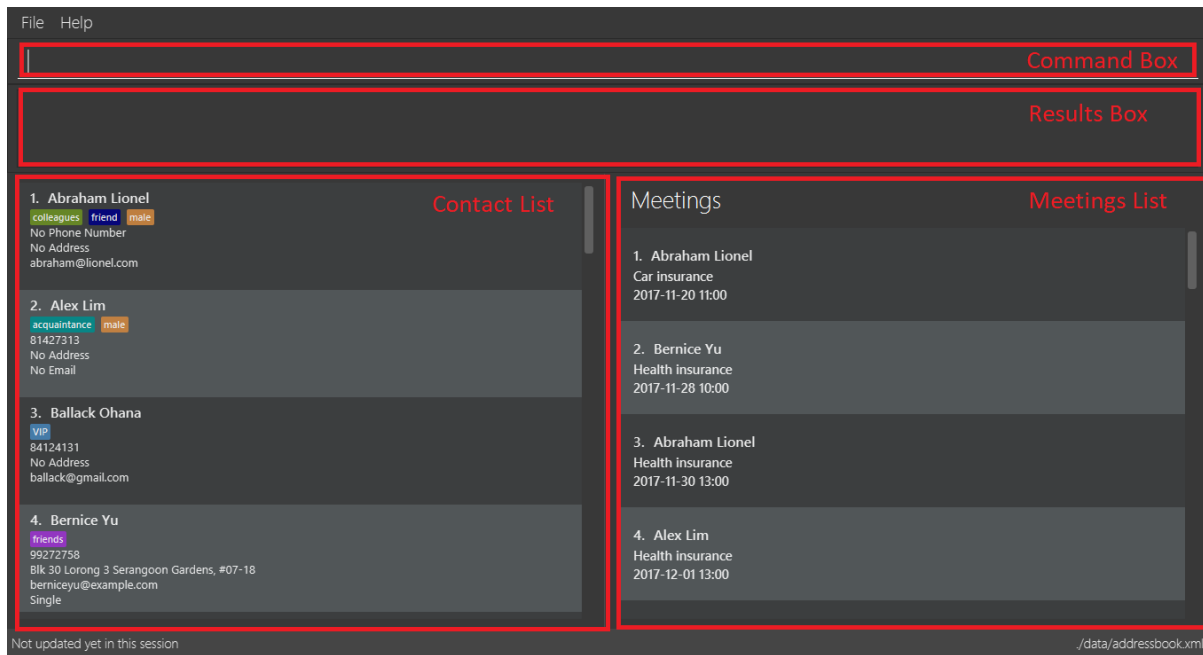 File Help
Command Box
Results Box
Contact List
1. Abraham Lionel
colleagues friend male
No Phone Number
No Address
abraham@lionel.com
2. Alex Lim
acquaintance male
81427313
No Address
No Email
3. Ballack Ohana
VIP
84124131
No Address
ballack@gmail.com
4. Bernice Yu
friends
99272758
Blk 30 Lorong 3 Serangoon Gardens, #07-18
berniceyu@example.com
Single
Meetings
Meetings List
1. Abraham Lionel
Car insurance
2017-11-20 11:00
2. Bernice Yu
Health insurance
2017-11-28 10:00
3. Abraham Lionel
Health insurance
2017-11-30 13:00
4. Alex Lim
Health insurance
2017-12-01 13:00
Not updated yet in this session
./data/addressbook.xml